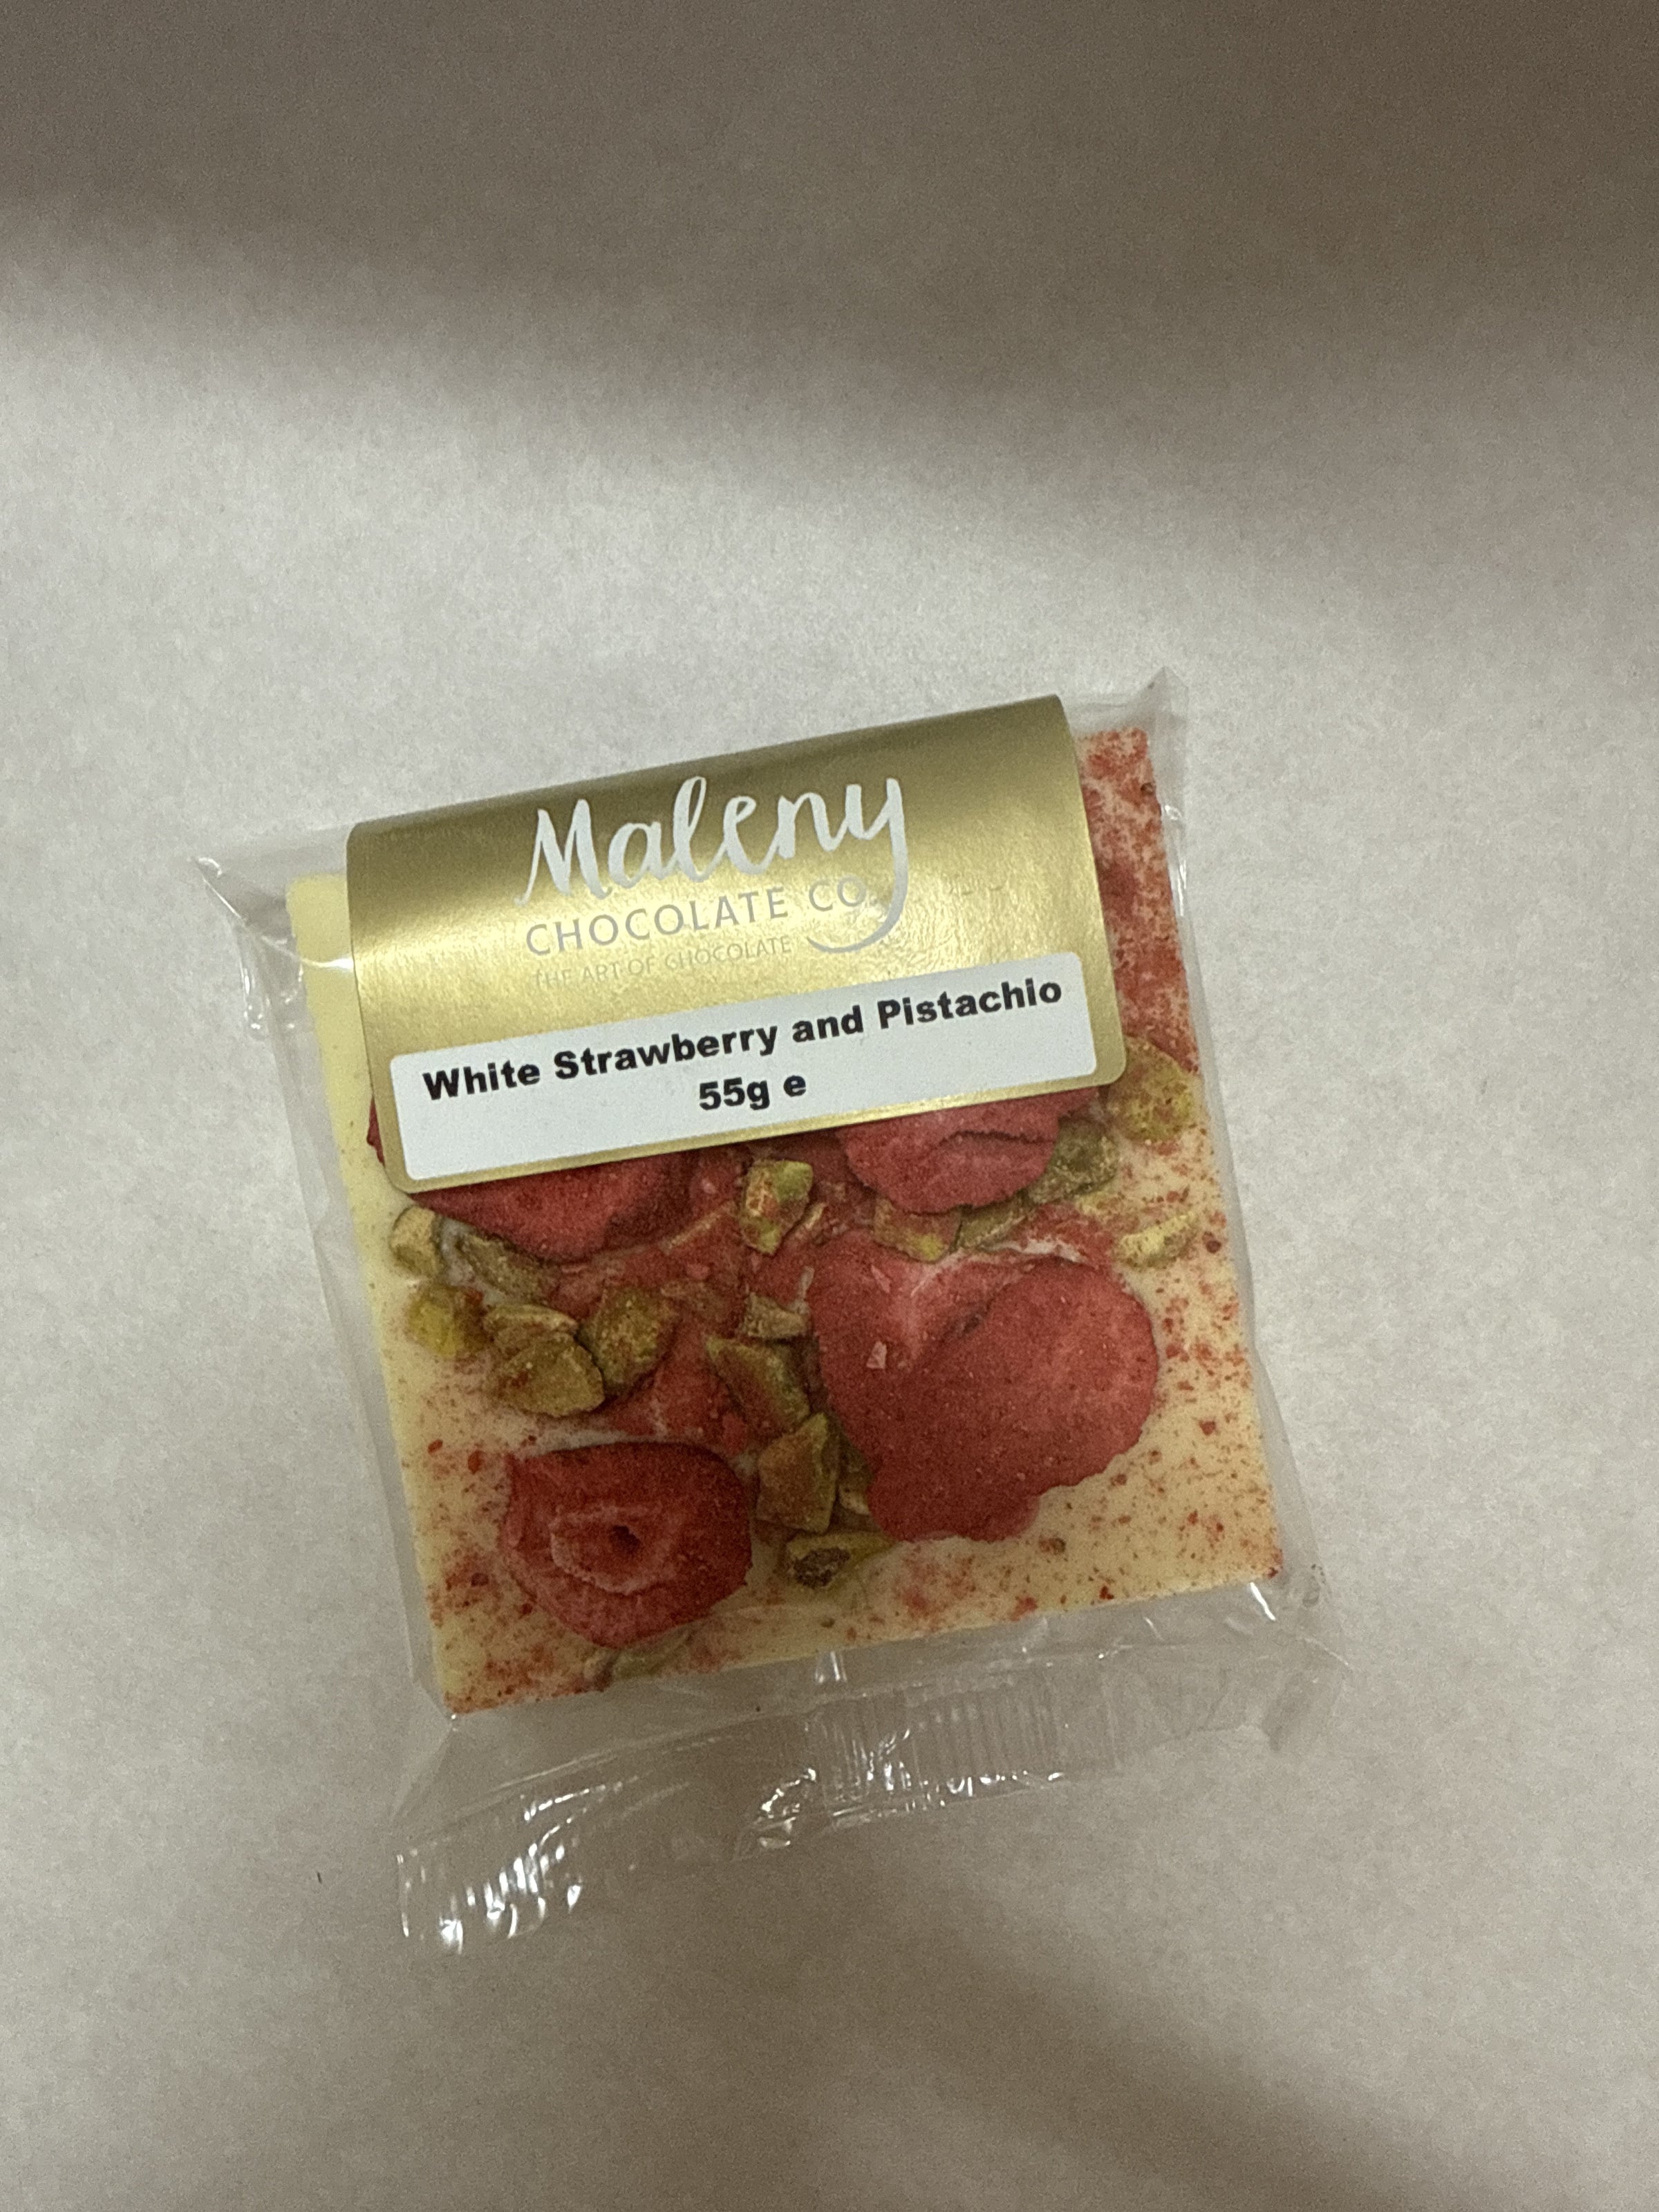 Maleny
CHOCOLATE CO.
THE ART OF CHOCOLATE
White Strawberry and Pistachio
55g e